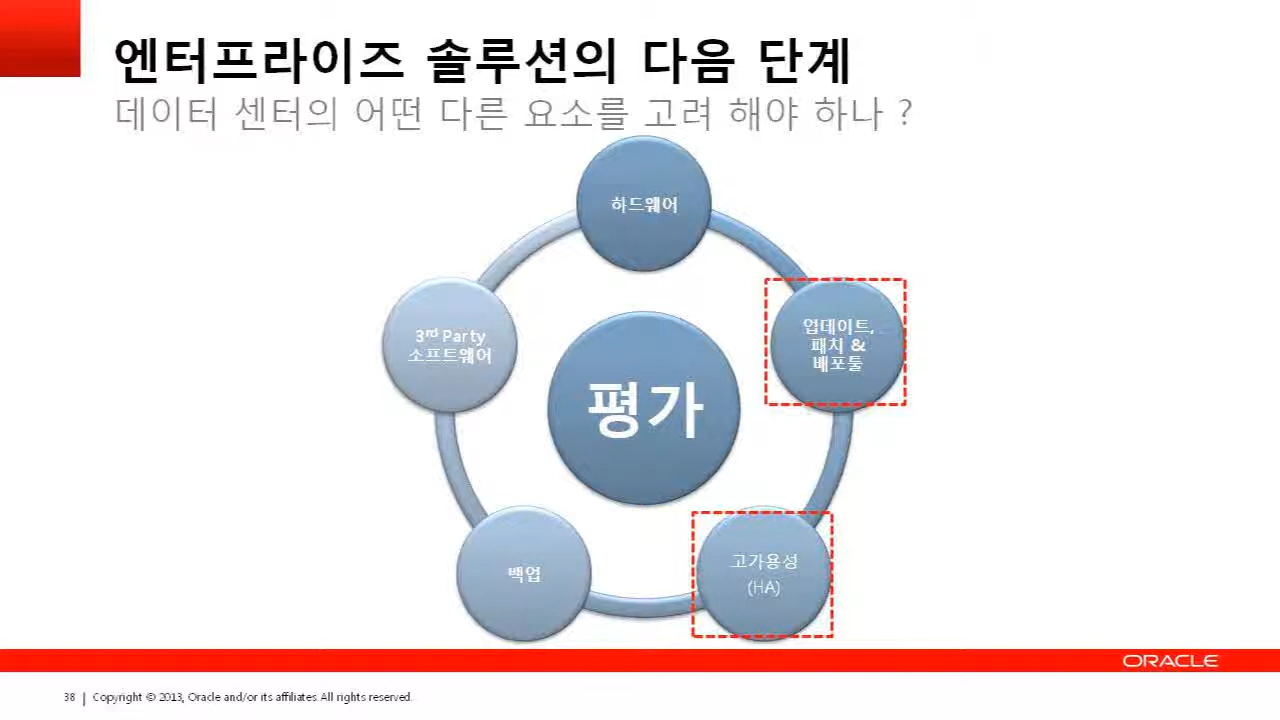 엔터프라이즈 솔루션의 다음 단계
데이터 센터의 어떤 다른 요소를 고려 해야 하나 ?
하드웨어
업데이트,
패치 &
배포툴
3rd Party
소프트웨어
평가
백업
고가용성
(HA)
ORACLE
38 | Copyright © 2013, Oracle and/or its affiliates All rights reserved.